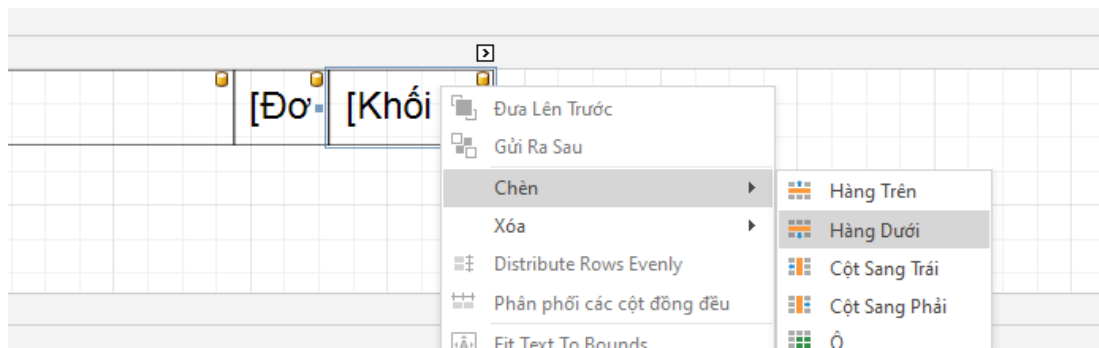 [Đơ
[Khối
Đưa Lên Trước
Gửi Ra Sau
Chèn
Hàng Trên
Xóa
Hàng Dưới
Distribute Rows Evenly
Cột Sang Trái
Phân phối các cột đồng đều
Cột Sang Phải
Fit Text To Bounds
Ô